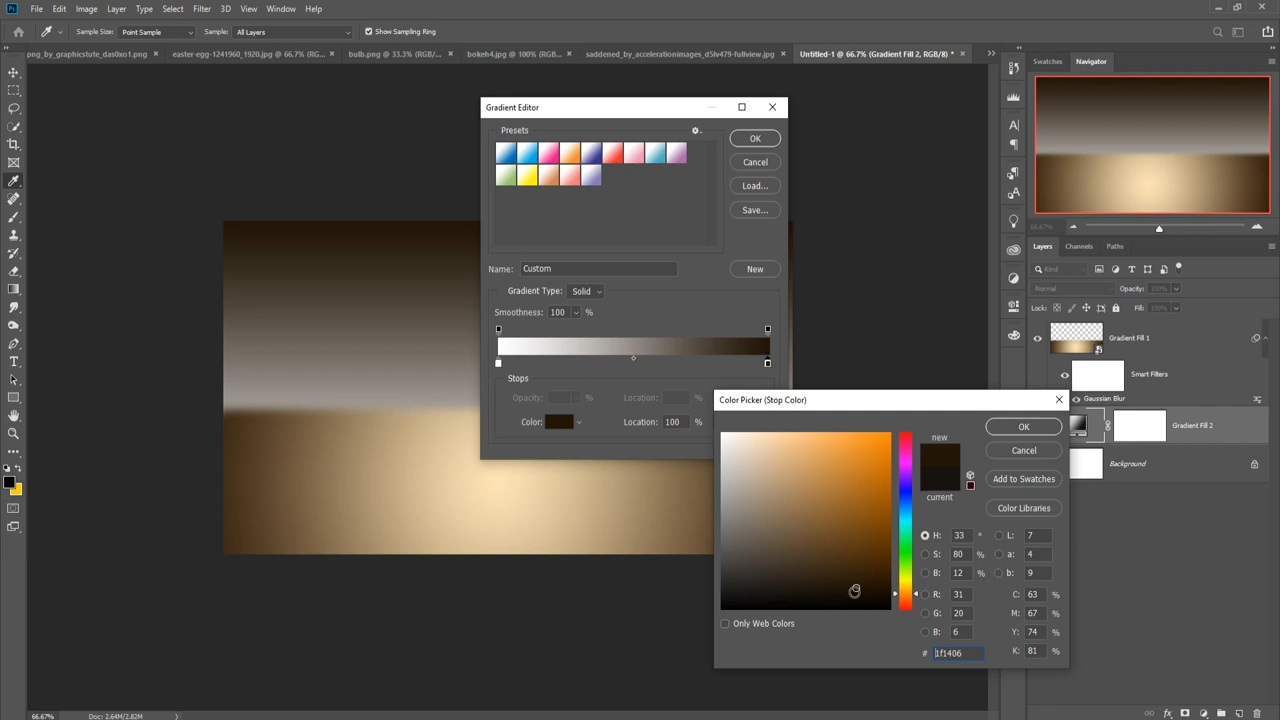 Ps File Edit Image Layer Type Select Filter 3D View Window Help
Sample Size: Point Sample Sample: All Layers Show Sampling Ring
png_by_graphicstute_das0xo1.png easter-egg-1241960_1920.jpg @ 66.7% (RG... bulb.png @ 33.3% (RGB/... bokeh4.jpg @ 100% (RGB/... saddened_by_accelerationimages_d5lv479-fullview.jpg Untitled-1 @ 66.7% (Gradient Fill 2, RGB/8) *
Swatches Navigator
Gradient Editor
Presets
OK
Cancel
Load...
Save...
Name: Custom
New
Gradient Type: Solid
Smoothness: 100 %
Stops
Opacity: % Location: %
Color: Location: 100 %
66.67%
Layers Channels Paths
Kind
Normal Opacity: 100%
Lock: Fill: 100%
Gradient Fill 1
Smart Filters
Gaussian Blur
Gradient Fill 2
Background
Color Picker (Stop Color)
new
current
OK
Cancel
Add to Swatches
Color Libraries
H: 33 ° L: 7
S: 80 % a: 4
B: 12 % b: 9
R: 31 C: 63 %
G: 20 M: 67 %
B: 6 Y: 74 %
# 1f1406 K: 81 %
Only Web Colors
66.67% Doc: 2.64M/2.82M